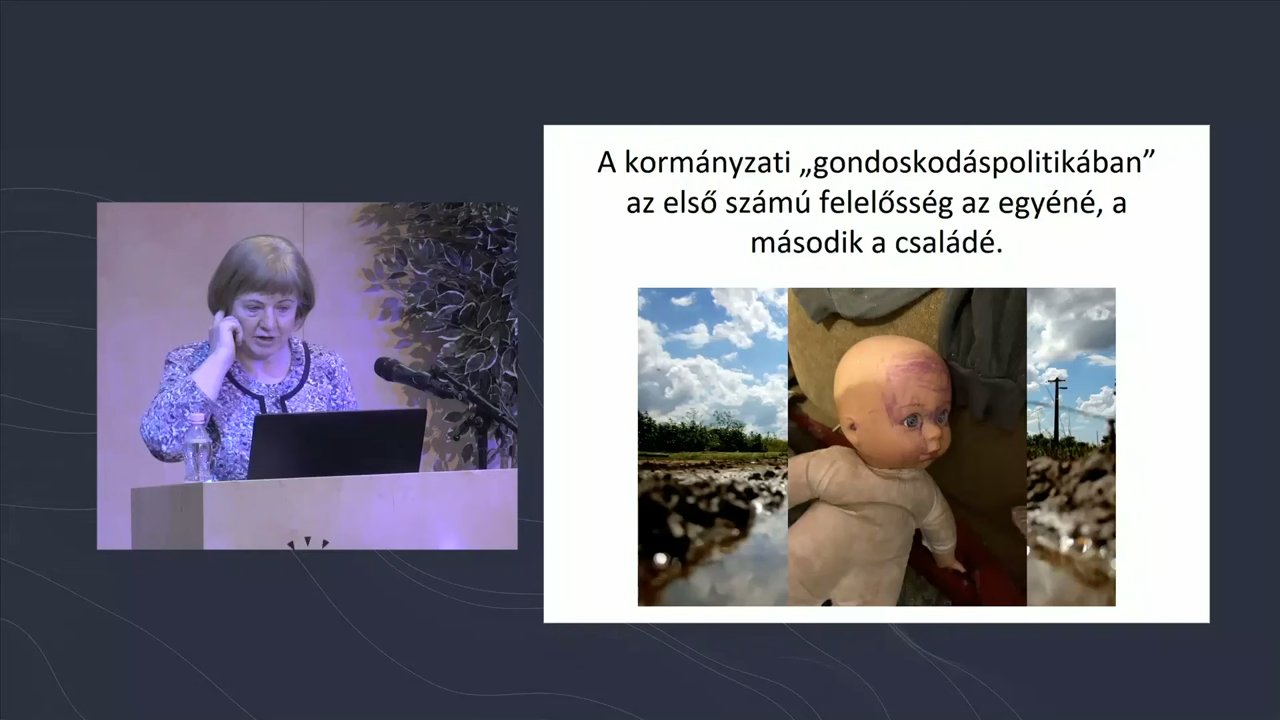 A kormányzati „gondoskodáspolitikában”
az első számú felelősség az egyéné, a
második a családé.